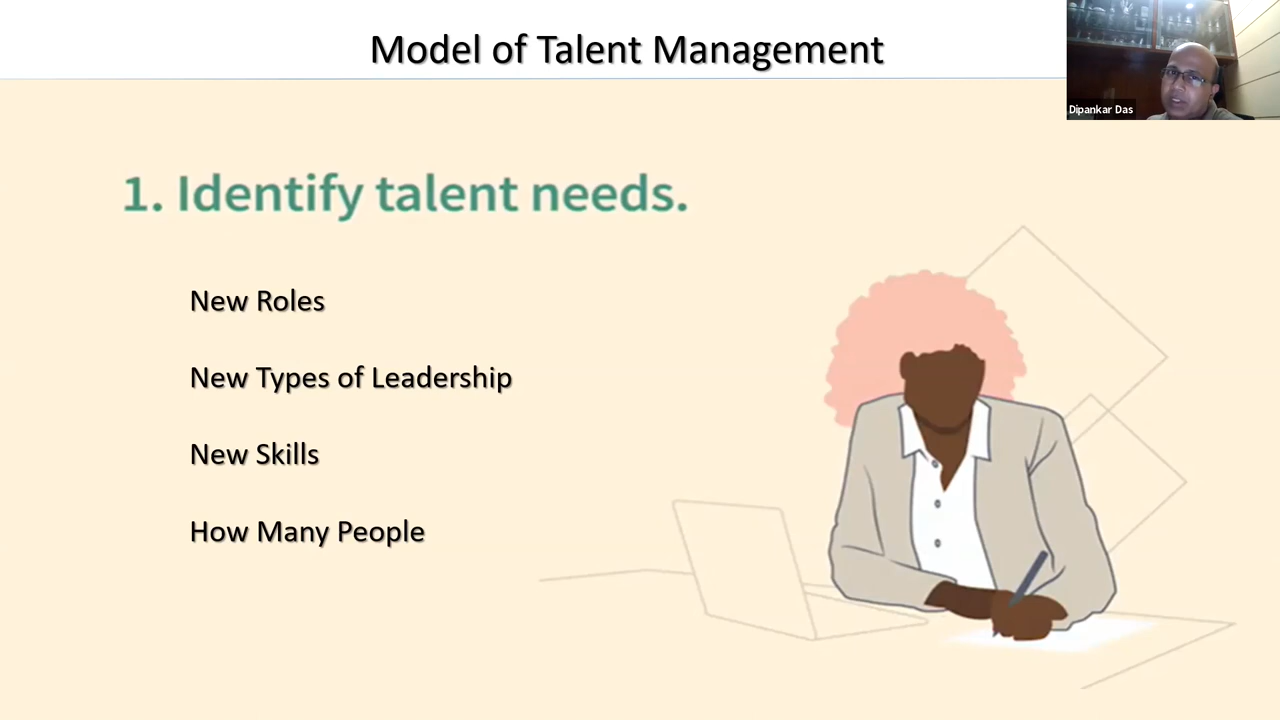 Model of Talent Management
Dipankar Das
1. Identify talent needs.
New Roles
New Types of Leadership
New Skills
How Many People